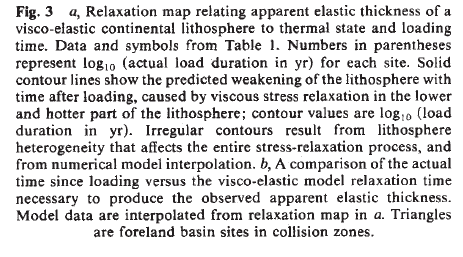 Fig. 3 a, Relaxation map relating apparent elastic thickness of a
visco-elastic continental lithosphere to thermal state and loading
time. Data and symbols from Table 1. Numbers in parentheses
represent log₁₀ (actual load duration in yr) for each site. Solid
contour lines show the predicted weakening of the lithosphere with
time after loading, caused by viscous stress relaxation in the lower
and hotter part of the lithosphere; contour values are log₁₀ (load
duration in yr). Irregular contours result from lithosphere
heterogeneity that affects the entire stress-relaxation process, and
from numerical model interpolation. b, A comparison of the actual
time since loading versus the visco-elastic model relaxation time
necessary to produce the observed apparent elastic thickness.
Model data are interpolated from relaxation map in a. Triangles
are foreland basin sites in collision zones.